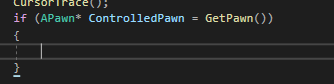 CursorTrace();
if (APawn* ControlledPawn = GetPawn())
{
}